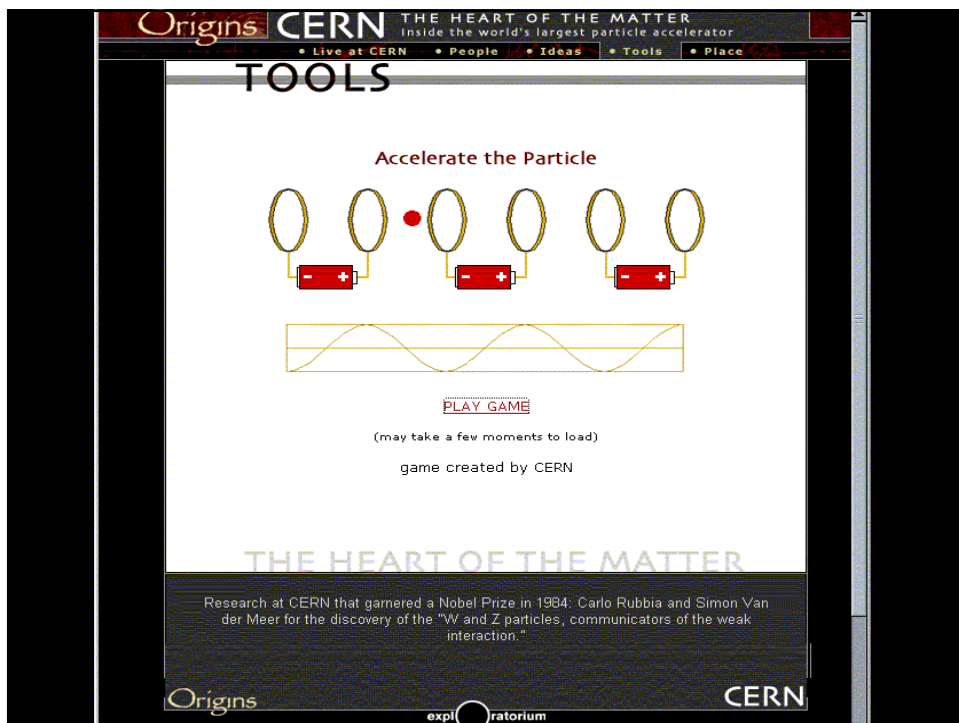 Origins CERN THE HEART OF THE MATTER
Inside the world's largest particle accelerator
• Live at CERN • People • Ideas • Tools • Place
TOOLS
Accelerate the Particle
- + - + - +
PLAY GAME
(may take a few moments to load)
game created by CERN
THE HEART OF THE MATTER
Research at CERN that garnered a Nobel Prize in 1984: Carlo Rubbia and Simon Van
der Meer for the discovery of the "W and Z particles, communicators of the weak
interaction."
Origins CERN
expl ratorium